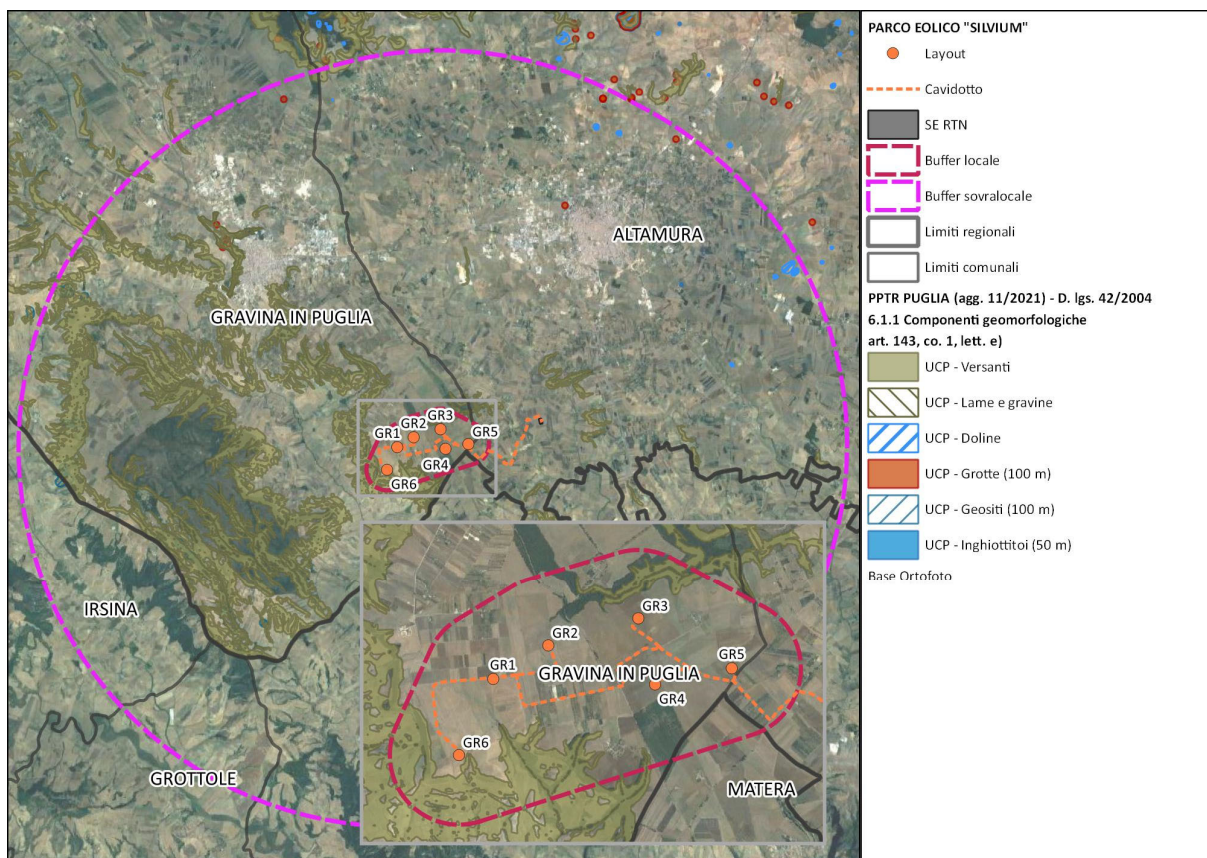 ALTAMURA
GRAVINA IN PUGLIA
GR1
GR2
GR3
GR4
GR5
GR6
IRSINA
GROTTOLE
GR3
GR2
GR1
GRAVINA IN PUGLIA
GR5
GR4
GR6
MATERA
PARCO EOLICO "SILVIUM"
Layout
Cavidotto
SE RTN
Buffer locale
Buffer sovralocale
Limiti regionali
Limiti comunali
PPTR PUGLIA (agg. 11/2021) - D. lgs. 42/2004
6.1.1 Componenti geomorfologiche
art. 143, co. 1, lett. e)
UCP - Versanti
UCP - Lame e gravine
UCP - Doline
UCP - Grotte (100 m)
UCP - Geositi (100 m)
UCP - Inghiottitoi (50 m)
Base Ortofoto